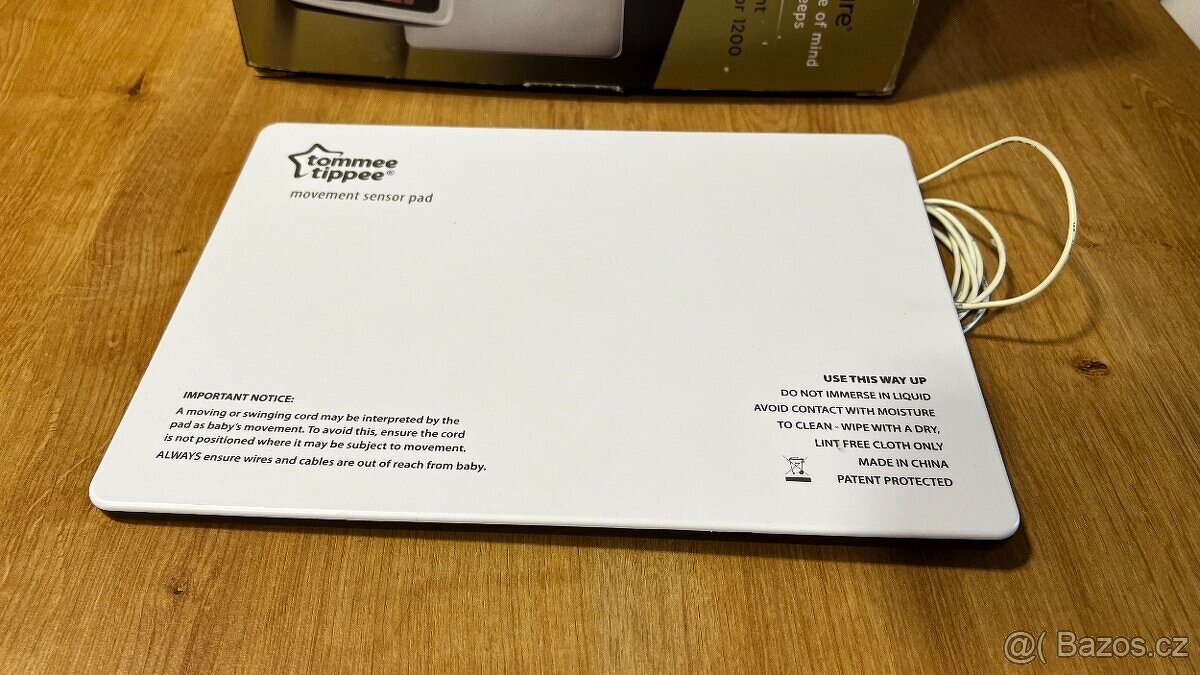 ure®
e of mind
eeps
nt
or 1200
tommee
tippee®
movement sensor pad
IMPORTANT NOTICE:
A moving or swinging cord may be interpreted by the
pad as baby's movement. To avoid this, ensure the cord
is not positioned where it may be subject to movement.
ALWAYS ensure wires and cables are out of reach from baby.
USE THIS WAY UP
DO NOT IMMERSE IN LIQUID
AVOID CONTACT WITH MOISTURE
TO CLEAN - WIPE WITH A DRY,
LINT FREE CLOTH ONLY
MADE IN CHINA
PATENT PROTECTED
@( Bazos.cz